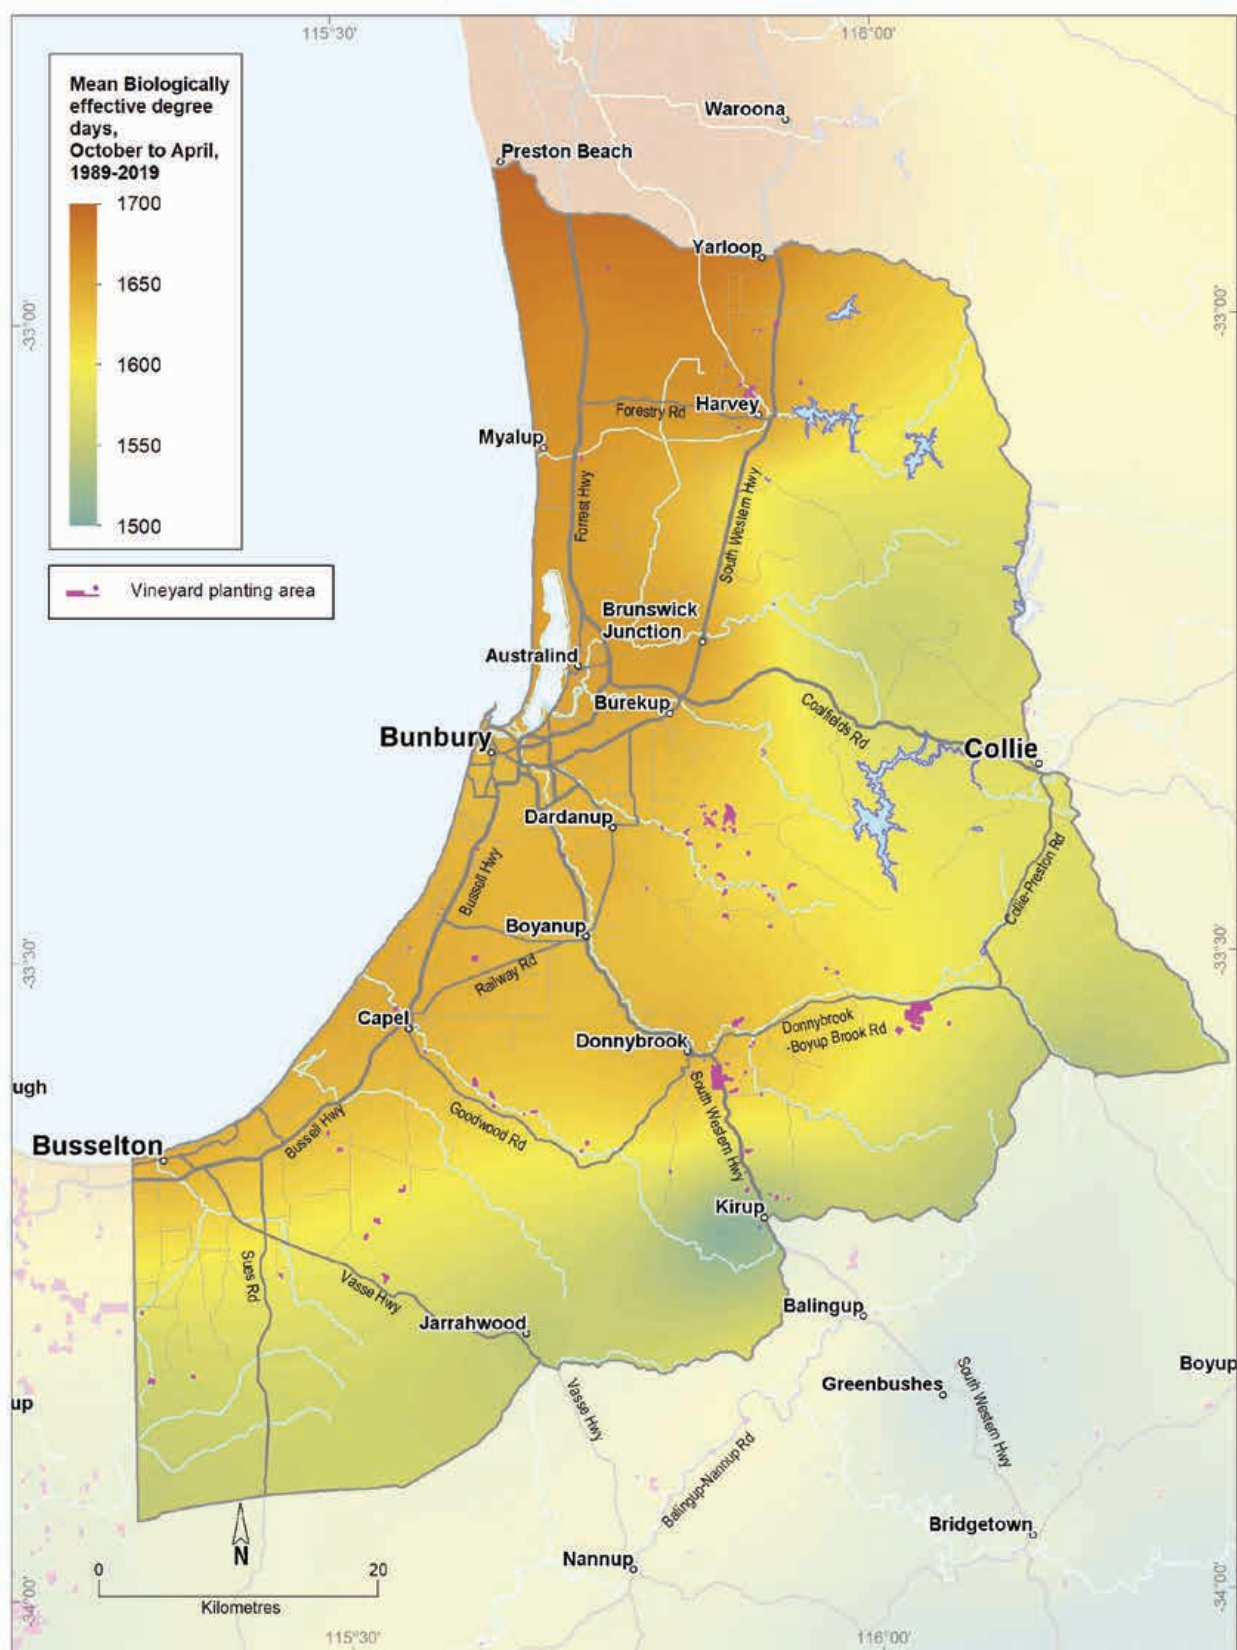 115°30'
116°00'
Mean Biologically
effective degree
days,
October to April,
1989-2019
1700
1650
1600
1550
1500
Vineyard planting area
Waroona
Preston Beach
Yarloop
-33°00'
-33°00'
Forestry Rd
Harvey
Myalup
Forrest Hwy
South Western Hwy
Brunswick
Junction
Australind
Burekup
Coalfields Rd
Bunbury
Collie
Dardanup
Bussell Hwy
Collie-Preston Rd
Boyanup
-33°30'
-33°30'
Railway Rd
Capel
Donnybrook
-Boyup Brook Rd
Donnybrook
ugh
South Western Hwy
Goodwood Rd
Bussell Hwy
Busselton
Kirup
Sues Rd
Vasse Hwy
Balingup
Jarrahwood
Boyup
Greenbushes
South Western Hwy
up
Vasse Hwy
Balingup-Nannup Rd
Bridgetown
N
Nannup
0
20
Kilometres
-34°00'
-34°00'
115°30'
116°00'